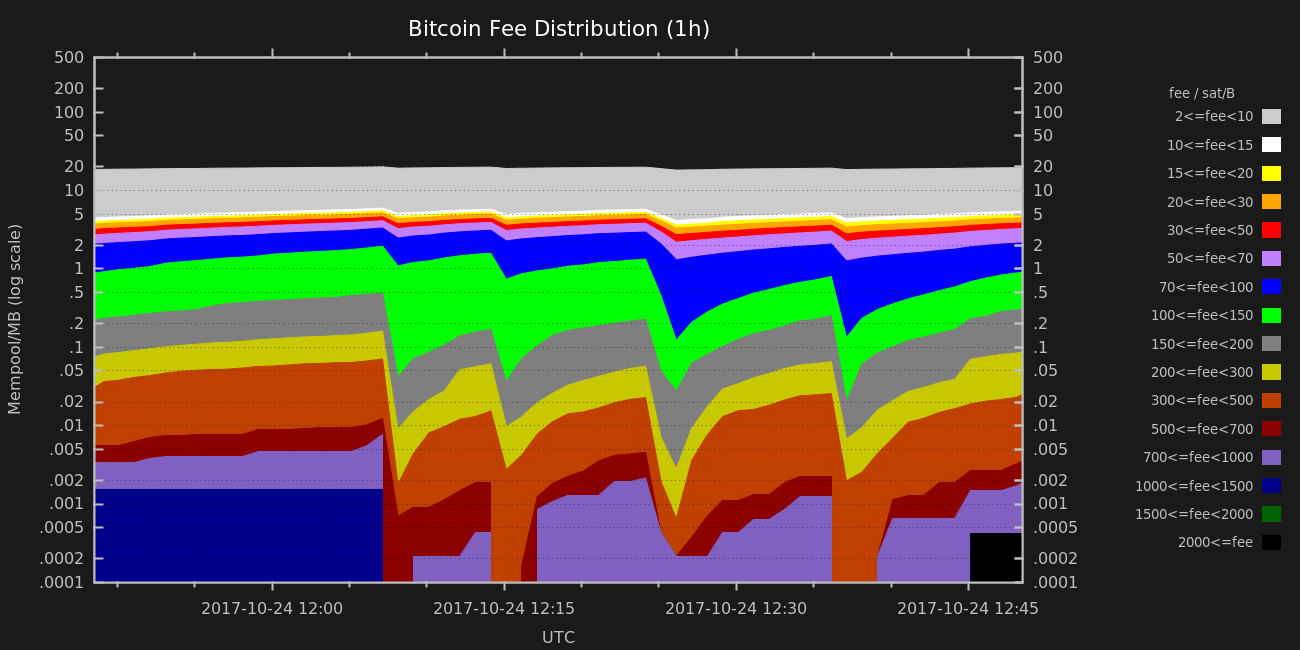 Bitcoin Fee Distribution (1h)
500
200
100
50
20
10
5
2
1
.5
.2
.1
.05
.02
.01
.005
.002
.001
.0005
.0002
.0001
Mempool/MB (log scale)
500
200
100
50
20
10
5
2
1
.5
.2
.1
.05
.02
.01
.005
.002
.001
.0005
.0002
.0001
2017-10-24 12:00
2017-10-24 12:15
2017-10-24 12:30
2017-10-24 12:45
UTC
fee / sat/B
2<=fee<10
10<=fee<15
15<=fee<20
20<=fee<30
30<=fee<50
50<=fee<70
70<=fee<100
100<=fee<150
150<=fee<200
200<=fee<300
300<=fee<500
500<=fee<700
700<=fee<1000
1000<=fee<1500
1500<=fee<2000
2000<=fee